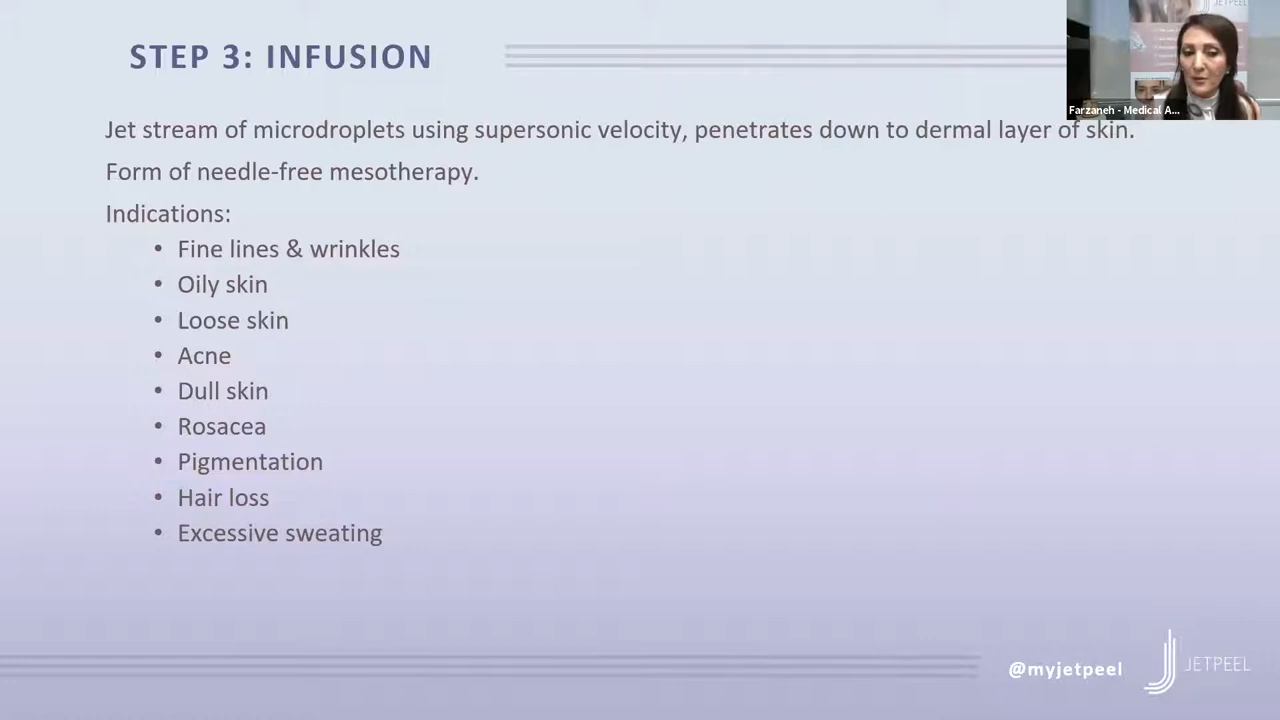 STEP 3: INFUSION
JETPEEL
Farzaneh - Medical A...
Jet stream of microdroplets using supersonic velocity, penetrates down to dermal layer of skin.
Form of needle-free mesotherapy.
Indications:
• Fine lines & wrinkles
• Oily skin
• Loose skin
• Acne
• Dull skin
• Rosacea
• Pigmentation
• Hair loss
• Excessive sweating
@myjetpeel
JETPEEL